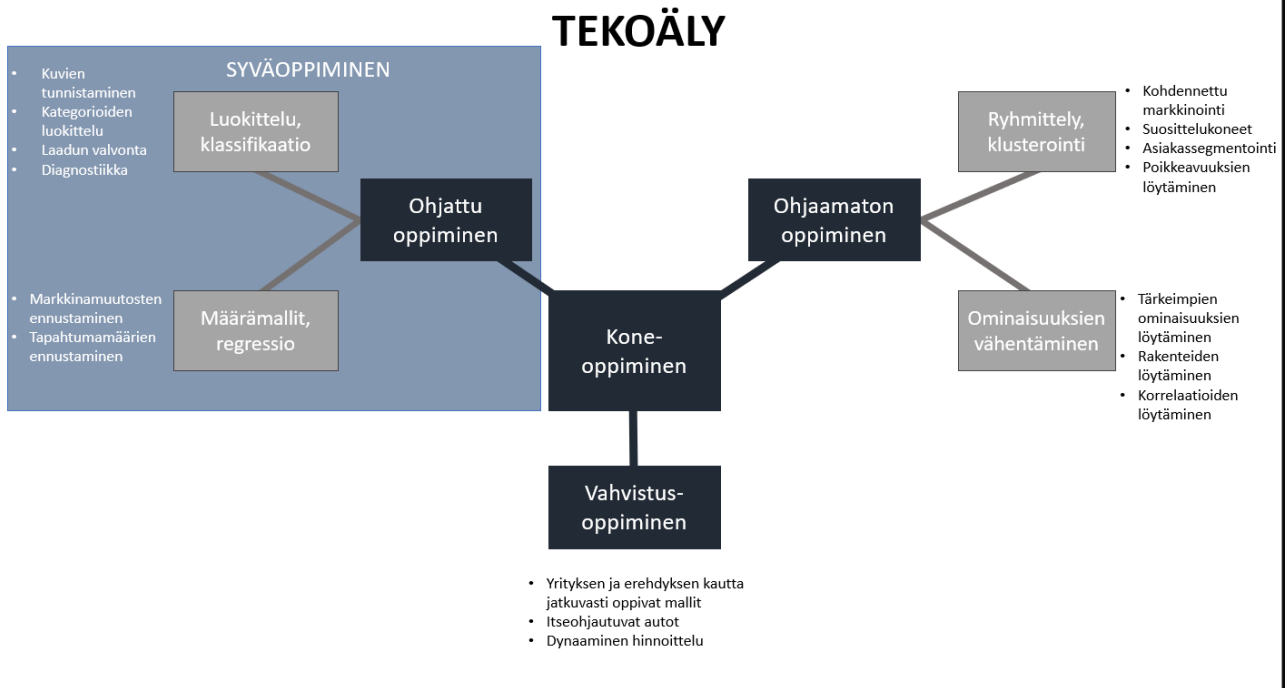 TEKOÄLY
SYVÄOPPIMINEN
• Kuvien
tunnistaminen
• Kategorioiden
luokittelu
• Laadun valvonta
• Diagnostiikka
Luokittelu,
klassifikaatio
Ohjattu
oppiminen
• Markkinamuutosten
ennustaminen
• Tapahtumamäärien
ennustaminen
Määrämallit,
regressio
Kone-
oppiminen
Ohjaamaton
oppiminen
Ryhmittely,
klusterointi
• Kohdennettu
markkinointi
• Suosittelukoneet
• Asiakassegmentointi
• Poikkeavuuksien
löytäminen
Ominaisuuksien
vähentäminen
• Tärkeimpien
ominaisuuksien
löytäminen
• Rakenteiden
löytäminen
• Korrelaatioiden
löytäminen
Vahvistus-
oppiminen
• Yrityksen ja erehdyksen kautta
jatkuvasti oppivat mallit
• Itseohjautuvat autot
• Dynaaminen hinnoittelu